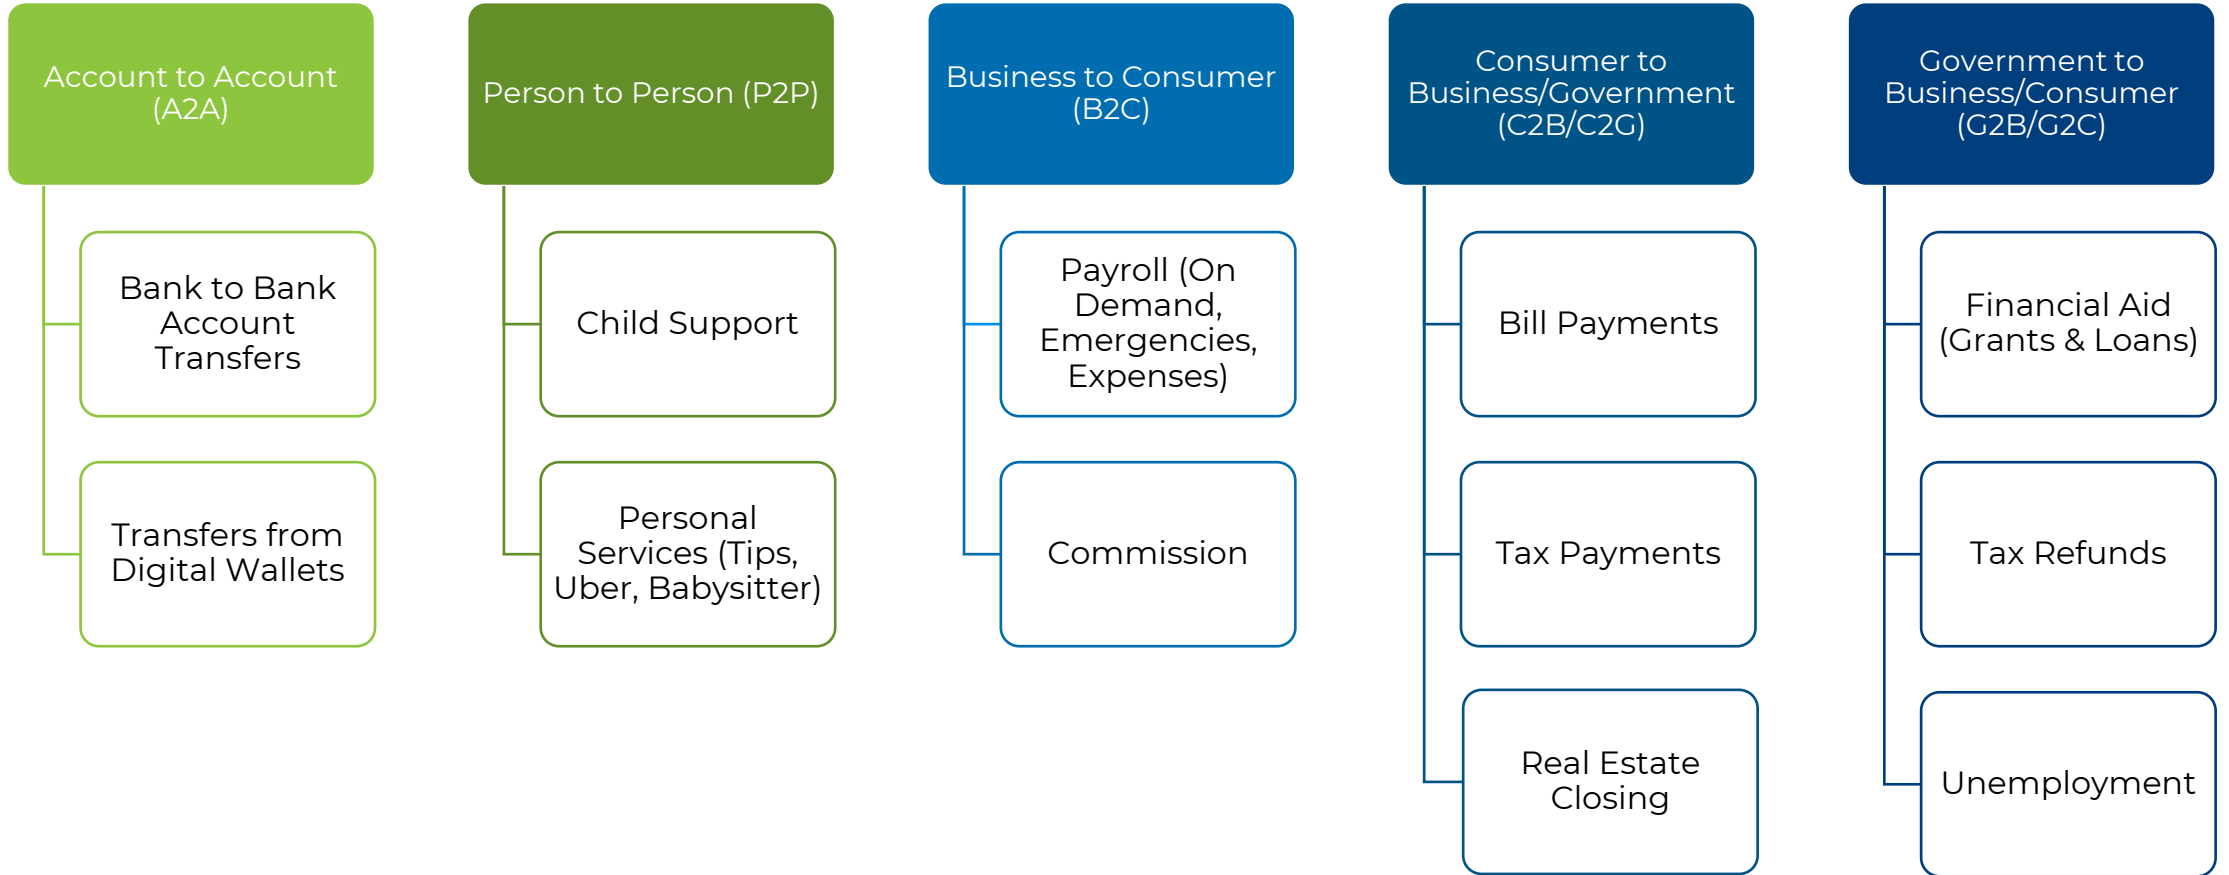 Account to Account
(A2A)
Bank to Bank
Account
Transfers
Transfers from
Digital Wallets
Person to Person (P2P)
Child Support
Personal
Services (Tips,
Uber, Babysitter)
Business to Consumer
(B2C)
Payroll (On
Demand,
Emergencies,
Expenses)
Commission
Consumer to
Business/Government
(C2B/C2G)
Bill Payments
Tax Payments
Real Estate
Closing
Government to
Business/Consumer
(G2B/G2C)
Financial Aid
(Grants & Loans)
Tax Refunds
Unemployment